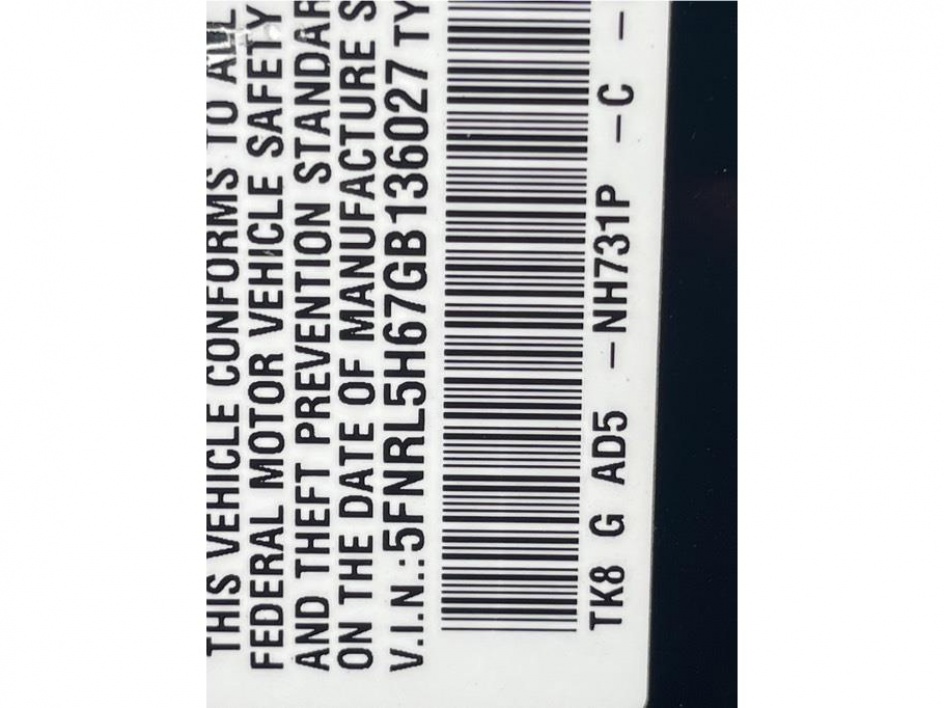 THIS VEHICLE CONFORMS TO ALL
FEDERAL MOTOR VEHICLE SAFETY
AND THEFT PREVENTION STANDAR
ON THE DATE OF MANUFACTURE S
V.I.N.:5FNRL5H67GB136027 TY
TK8 G AD5 -NH731P -C -